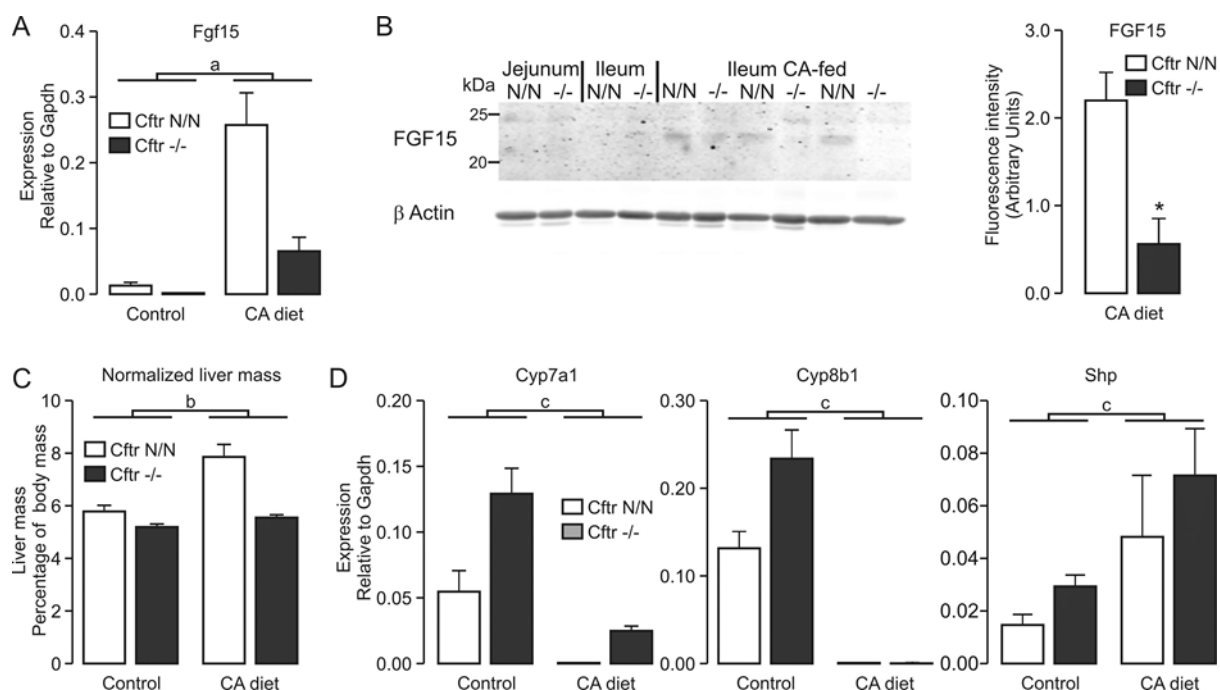 A
Fgf15
Expression
Relative to Gapdh
0.4
0.3
0.2
0.1
0.0
a
Cftr N/N
Cftr -/-
Control
CA diet
B
Jejunum
Ileum
Ileum CA-fed
kDa
N/N -/- N/N -/- N/N -/- N/N -/- N/N -/-
25
FGF15
20
β Actin
FGF15
Fluorescence intensity
(Arbitrary Units)
3.0
2.0
1.0
0.0
Cftr N/N
Cftr -/-
*
CA diet
C
Normalized liver mass
Liver mass
Percentage of body mass
10
8
6
4
2
0
b
Cftr N/N
Cftr -/-
Control
CA diet
D
Cyp7a1
Expression
Relative to Gapdh
0.20
0.15
0.10
0.05
0.00
c
Cftr N/N
Cftr -/-
Control
CA diet
Cyp8b1
0.30
0.20
0.10
0.00
c
Control
CA diet
Shp
0.10
0.08
0.06
0.04
0.02
0.00
c
Control
CA diet